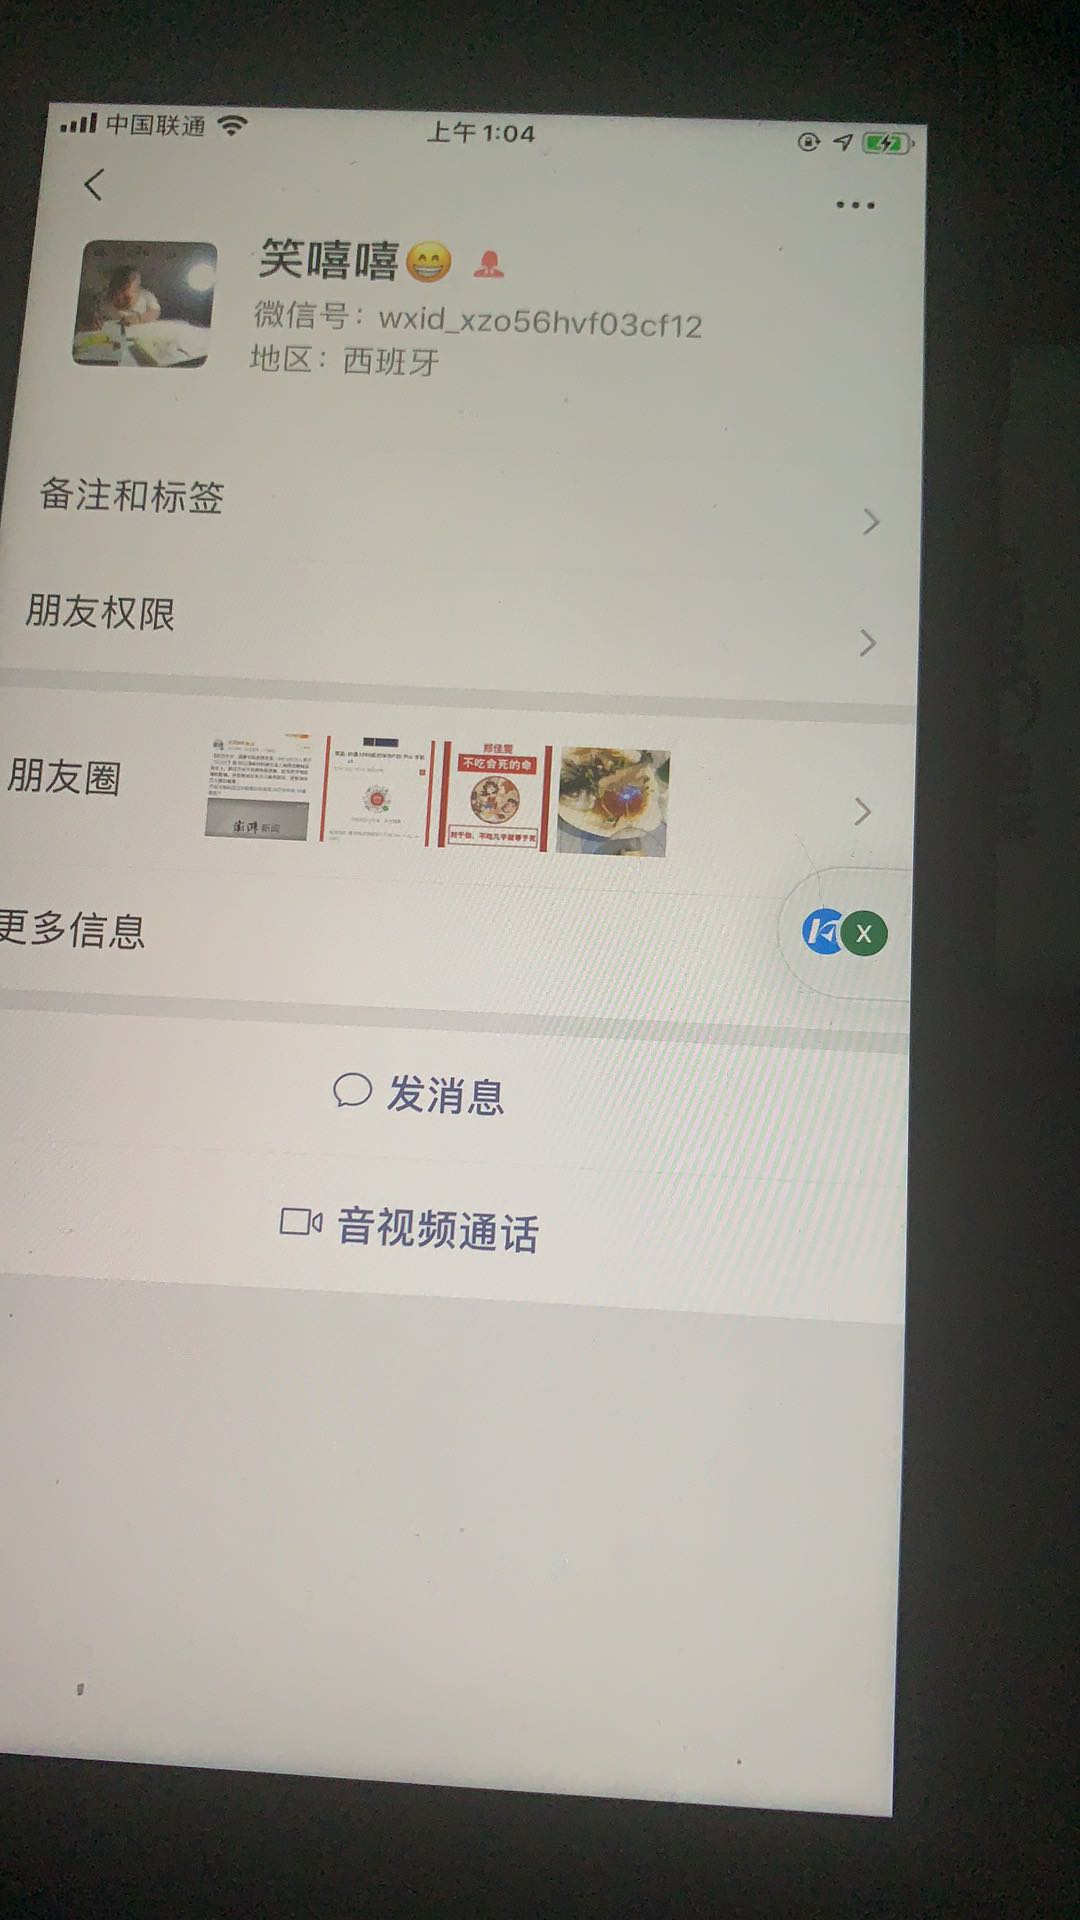 中国联通
上午1:04
笑嘻嘻😁
微信号：wxid_xzo56hvf03cf12
地区：西班牙
备注和标签
朋友权限
朋友圈
澎湃新闻
郑佳雯
不吃会死的命
更多信息
X
发消息
音视频通话